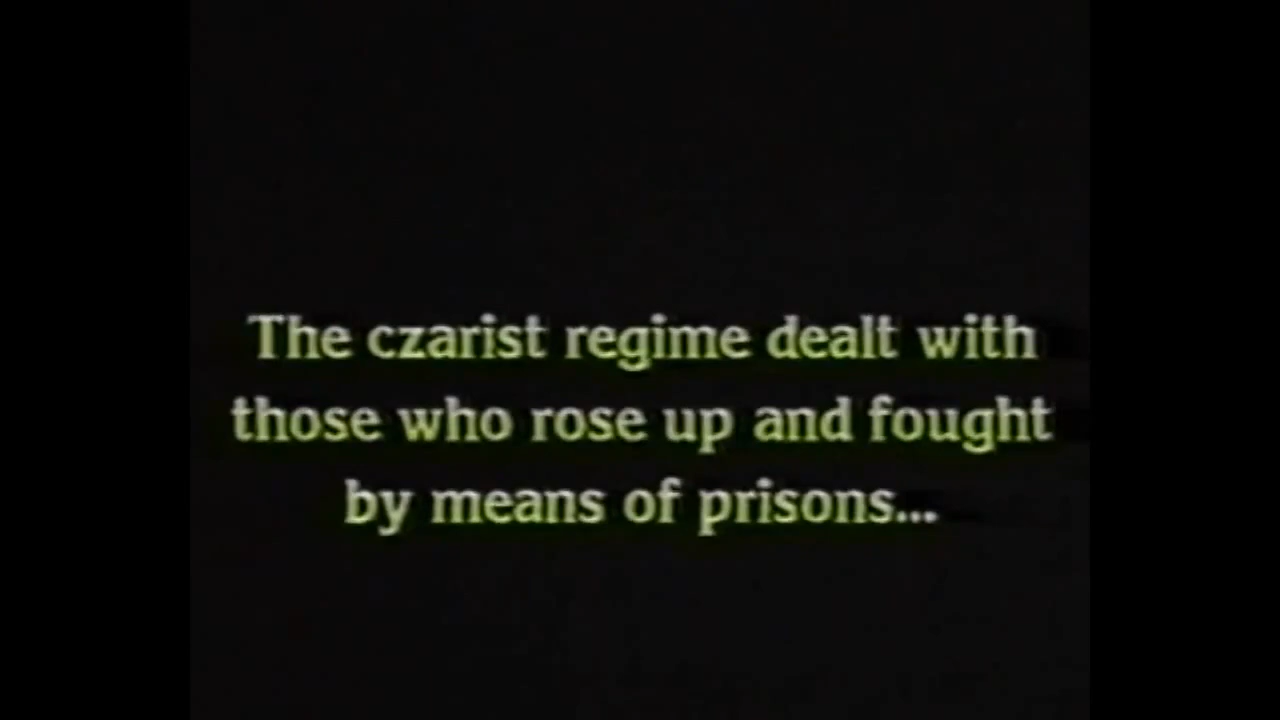 The czarist regime dealt with
those who rose up and fought
by means of prisons...